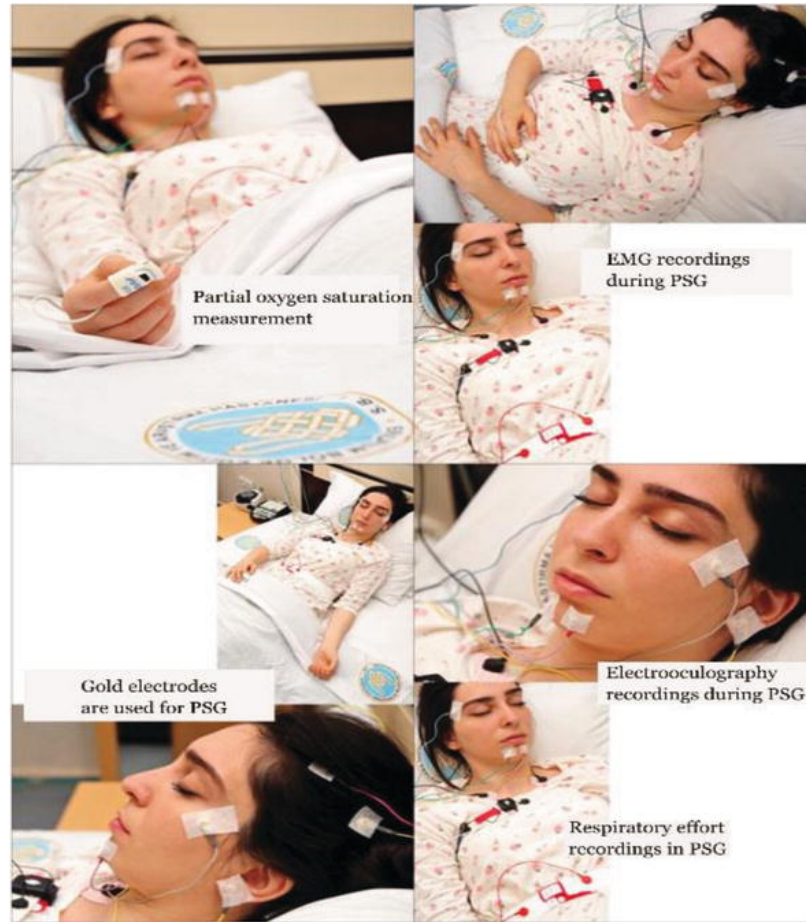 Partial oxygen saturation
measurement
EMG recordings
during PSG
Gold electrodes
are used for PSG
Electrooculography
recordings during PSG
Respiratory effort
recordings in PSG